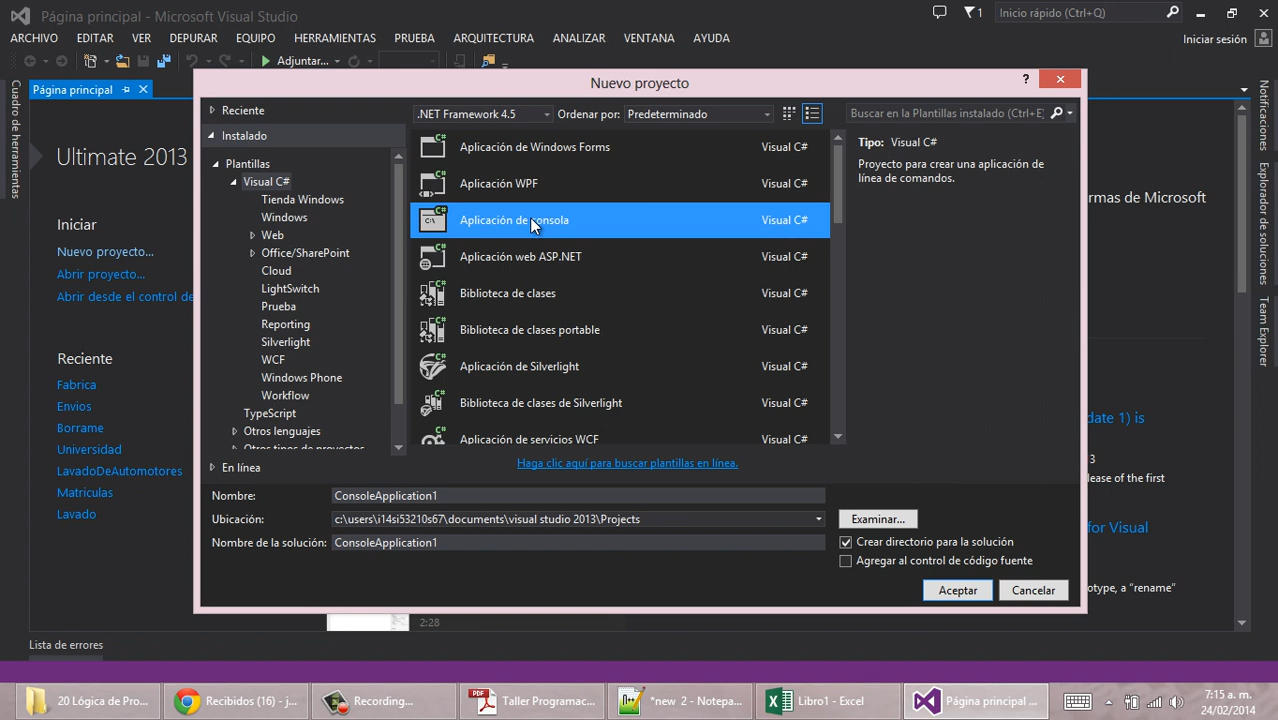 Página principal - Microsoft Visual Studio
1
Inicio rápido (Ctrl+Q)
ARCHIVO EDITAR VER DEPURAR EQUIPO HERRAMIENTAS PRUEBA ARQUITECTURA ANALIZAR VENTANA AYUDA
Iniciar sesión
Adjuntar...
Página principal
Cuadro de herramientas
Ultimate 2013
Iniciar
Nuevo proyecto...
Abrir proyecto...
Abrir desde el control de
Reciente
Fabrica
Envios
Borrame
Universidad
LavadoDeAutomotores
Matriculas
Lavado
Nuevo proyecto
?
Reciente
Instalado
Plantillas
Visual C#
Tienda Windows
Windows
Web
Office/SharePoint
Cloud
LightSwitch
Prueba
Reporting
Silverlight
WCF
Windows Phone
Workflow
TypeScript
Otros lenguajes
Otros tipos de proyectos
En línea
.NET Framework 4.5
Ordenar por: Predeterminado
Buscar en la Plantillas instalado (Ctrl+E)
Aplicación de Windows Forms Visual C#
Aplicación WPF Visual C#
Aplicación de consola Visual C#
Aplicación web ASP.NET Visual C#
Biblioteca de clases Visual C#
Biblioteca de clases portable Visual C#
Aplicación de Silverlight Visual C#
Biblioteca de clases de Silverlight Visual C#
Aplicación de servicios WCF Visual C#
Haga clic aquí para buscar plantillas en línea.
Tipo: Visual C#
Proyecto para crear una aplicación de
línea de comandos.
Nombre: ConsoleApplication1
Ubicación: c:\users\i14si53210s67\documents\visual studio 2013\Projects
Examinar...
Nombre de la solución: ConsoleApplication1
Crear directorio para la solución
Agregar al control de código fuente
Aceptar Cancelar
rmas de Microsoft
date 1) is
3
lease of the first
for Visual
otype, a “rename”
2:28
Notificaciones
Explorador de soluciones
Team Explorer
Lista de errores
20 Lógica de Pro...
Recibidos (16) - j...
Recording...
Taller Programac...
*new 2 - Notepa...
Libro1 - Excel
Página principal ...
7:15 a. m.
24/02/2014